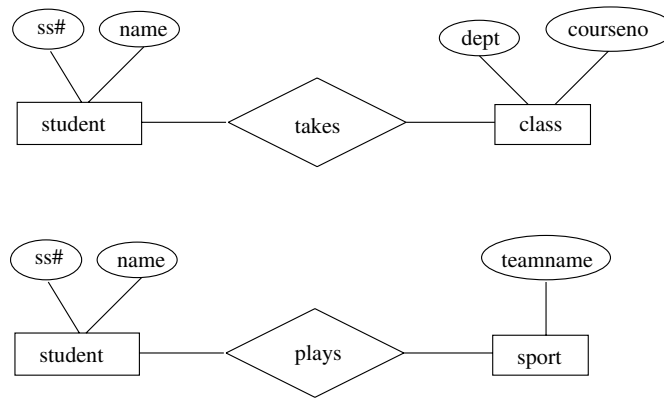 ss# name
dept courseno
student takes class
ss# name teamname
student plays sport